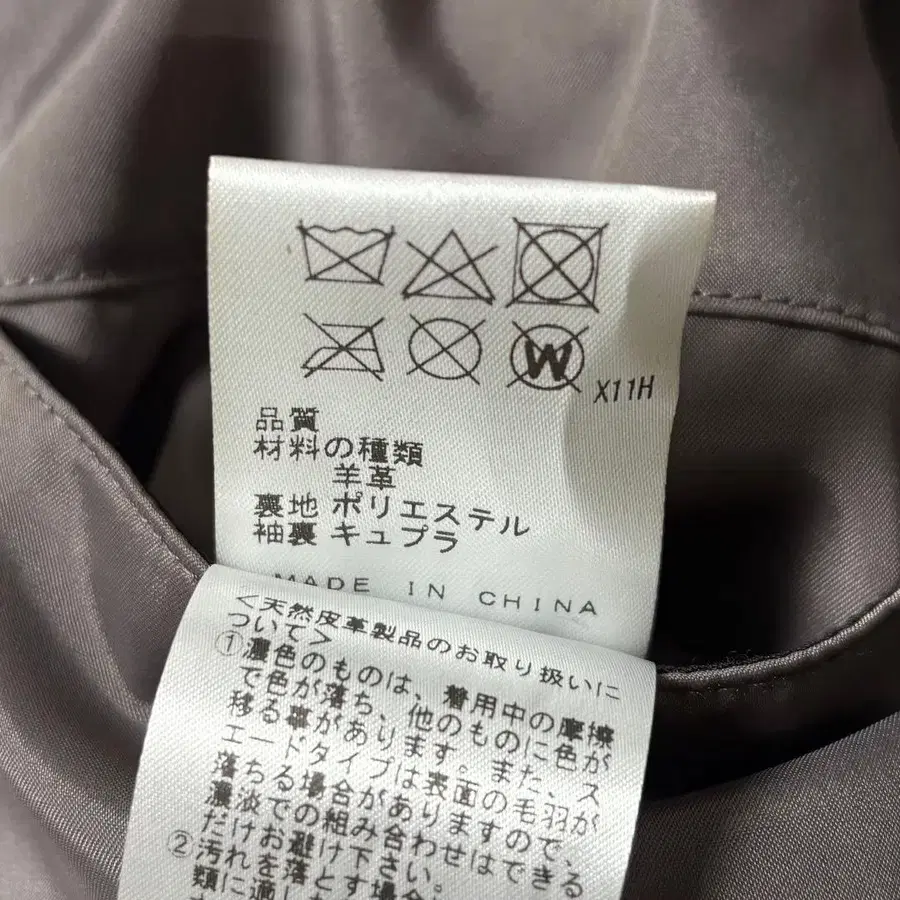 W
X11H
品質
材料の種類
羊革
裏地 ポリエステル
袖裏 キュプラ
MADE IN CHINA
＜天然皮革製品のお取り扱いに
ついて＞
①濃色のものは、着用中の摩擦
で色が落ち、他のものに色が
移る事があります。また、ス
エードタイプは表面の毛羽が
落ちる場合がありますので、
濃淡での組み合わせはできる
だけお避け下さい。
②汚れを落とす場合
類に適し